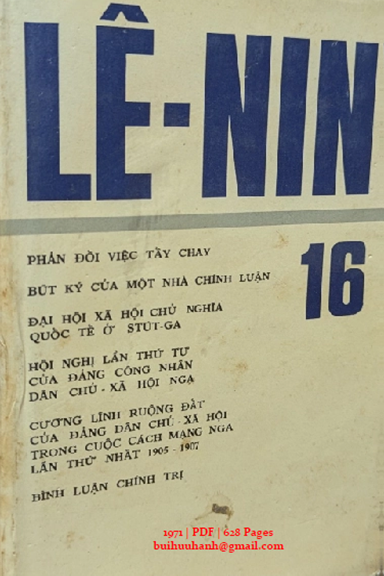 LÊ-NIN
16
PHẢN ĐỐI VIỆC TẨY CHAY
BÚT KÝ CỦA MỘT NHÀ CHÍNH LUẬN
ĐẠI HỘI XÃ HỘI CHỦ NGHĨA
QUỐC TẾ Ở STÚT-GA
HỘI NGHỊ LẦN THỨ TƯ
CỦA ĐẢNG CÔNG NHÂN
DÂN CHỦ - XÃ HỘI NGA
CƯƠNG LĨNH RUỘNG ĐẤT
CỦA ĐẢNG DÂN CHỦ - XÃ HỘI
TRONG CUỘC CÁCH MẠNG NGA
LẦN THỨ NHẤT 1905 - 1907
BÌNH LUẬN CHÍNH TRỊ
1971 | PDF | 628 Pages
buihuuhanh@gmail.com